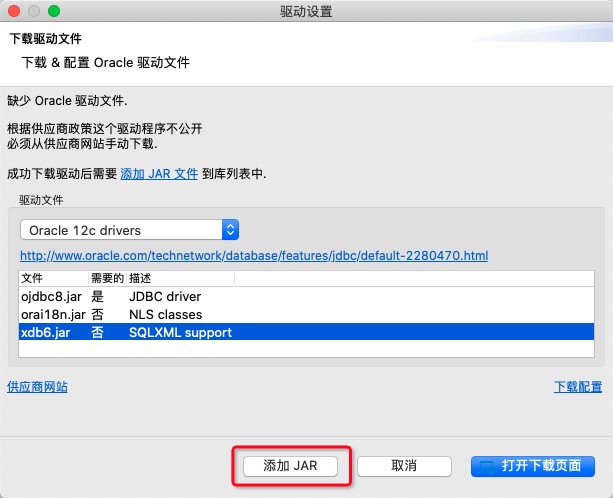 驱动设置
下载驱动文件
下载 & 配置 Oracle 驱动文件
缺少 Oracle 驱动文件.
根据供应商政策这个驱动程序不公开
必须从供应商网站手动下载.
成功下载驱动后需要 添加 JAR 文件 到库列表中.
驱动文件
Oracle 12c drivers
http://www.oracle.com/technetwork/database/features/jdbc/default-2280470.html
文件 需要的 描述
ojdbc8.jar 是 JDBC driver
orai18n.jar 否 NLS classes
xdb6.jar 否 SQLXML support
供应商网站 下载配置
添加 JAR 取消 打开下载页面